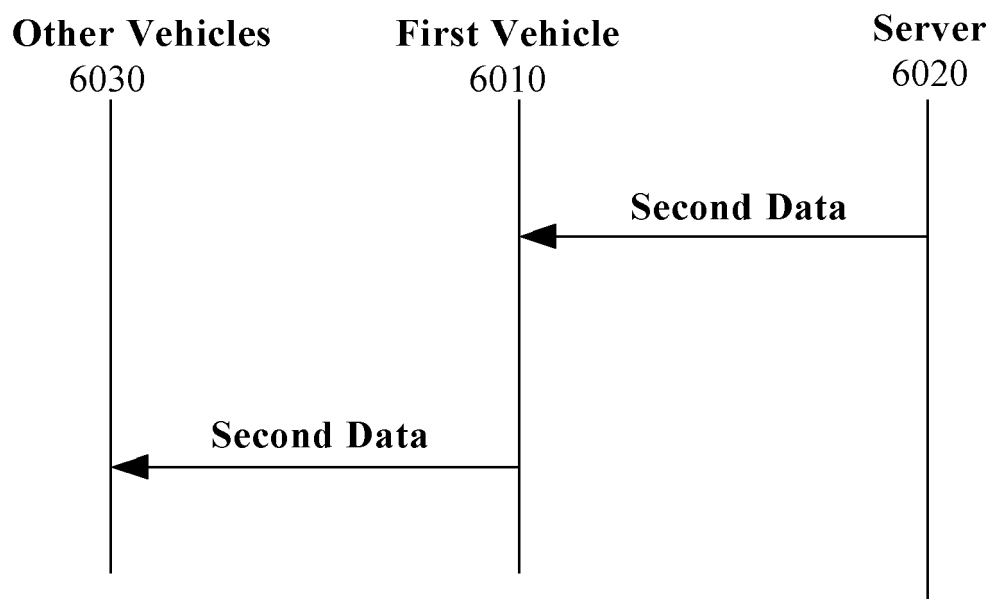 Other Vehicles
6030
First Vehicle
6010
Server
6020
Second Data
Second Data